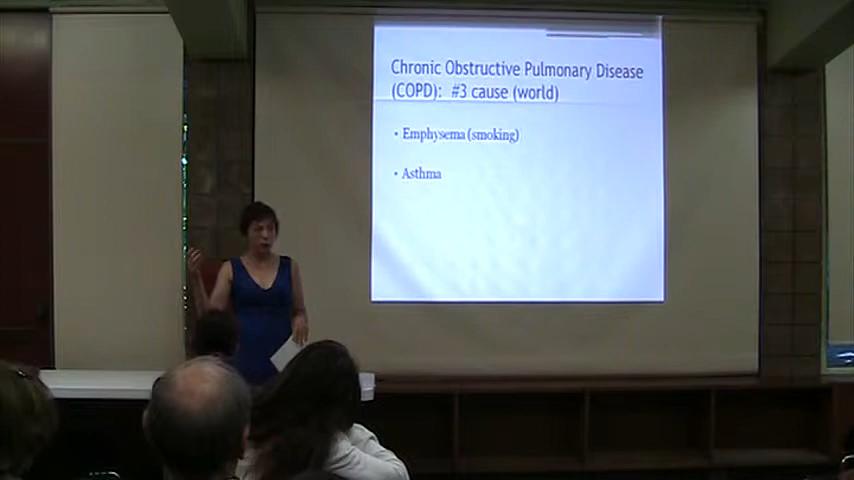 Chronic Obstructive Pulmonary Disease
(COPD): #3 cause (world)
• Emphysema (smoking)
• Asthma